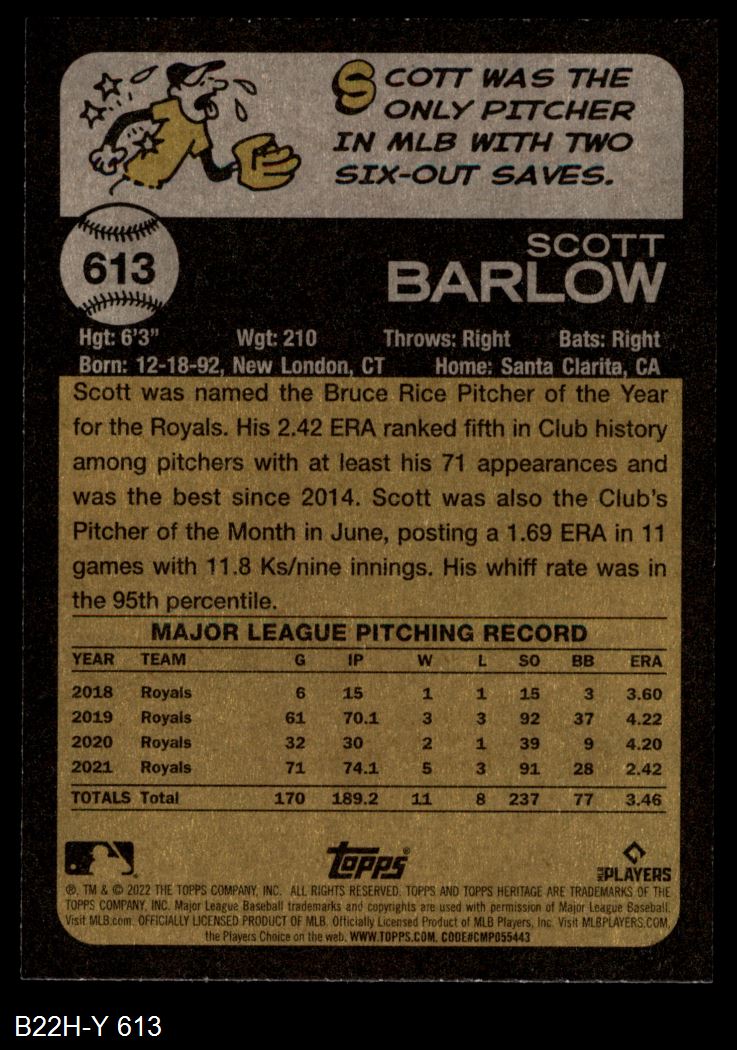 SCOTT WAS THE
ONLY PITCHER
IN MLB WITH TWO
SIX-OUT SAVES.
613
SCOTT
BARLOW
Hgt: 6'3" Wgt: 210 Throws: Right Bats: Right
Born: 12-18-92, New London, CT Home: Santa Clarita, CA
Scott was named the Bruce Rice Pitcher of the Year
for the Royals. His 2.42 ERA ranked fifth in Club history
among pitchers with at least his 71 appearances and
was the best since 2014. Scott was also the Club's
Pitcher of the Month in June, posting a 1.69 ERA in 11
games with 11.8 Ks/nine innings. His whiff rate was in
the 95th percentile.
MAJOR LEAGUE PITCHING RECORD
YEAR TEAM G IP W L SO BB ERA
2018 Royals 6 15 1 1 15 3 3.60
2019 Royals 61 70.1 3 3 92 37 4.22
2020 Royals 32 30 2 1 39 9 4.20
2021 Royals 71 74.1 5 3 91 28 2.42
TOTALS Total 170 189.2 11 8 237 77 3.46
Topps®
MLB PLAYERS
®, TM & © 2022 THE TOPPS COMPANY, INC. ALL RIGHTS RESERVED. TOPPS AND TOPPS HERITAGE ARE TRADEMARKS OF THE
TOPPS COMPANY, INC. Major League Baseball trademarks and copyrights are used with permission of Major League Baseball.
Visit MLB.com. OFFICIALLY LICENSED PRODUCT OF MLB. Officially Licensed Product of MLB Players, Inc. Visit MLBPLAYERS.COM,
the Players Choice on the web. WWW.TOPPS.COM. CODE#CMP055443
B22H-Y 613